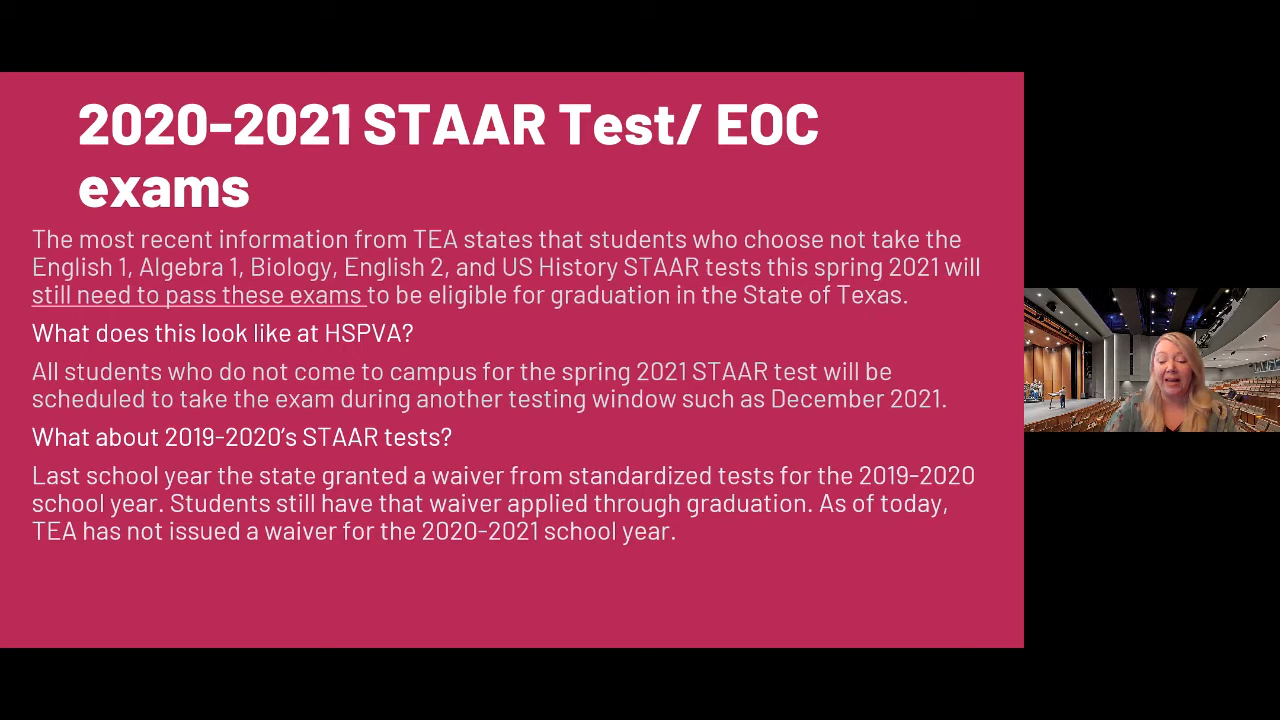 2020-2021 STAAR Test/ EOC
exams
The most recent information from TEA states that students who choose not take the
English 1, Algebra 1, Biology, English 2, and US History STAAR tests this spring 2021 will
still need to pass these exams to be eligible for graduation in the State of Texas.
What does this look like at HSPVA?
All students who do not come to campus for the spring 2021 STAAR test will be
scheduled to take the exam during another testing window such as December 2021.
What about 2019-2020's STAAR tests?
Last school year the state granted a waiver from standardized tests for the 2019-2020
school year. Students still have that waiver applied through graduation. As of today,
TEA has not issued a waiver for the 2020-2021 school year.